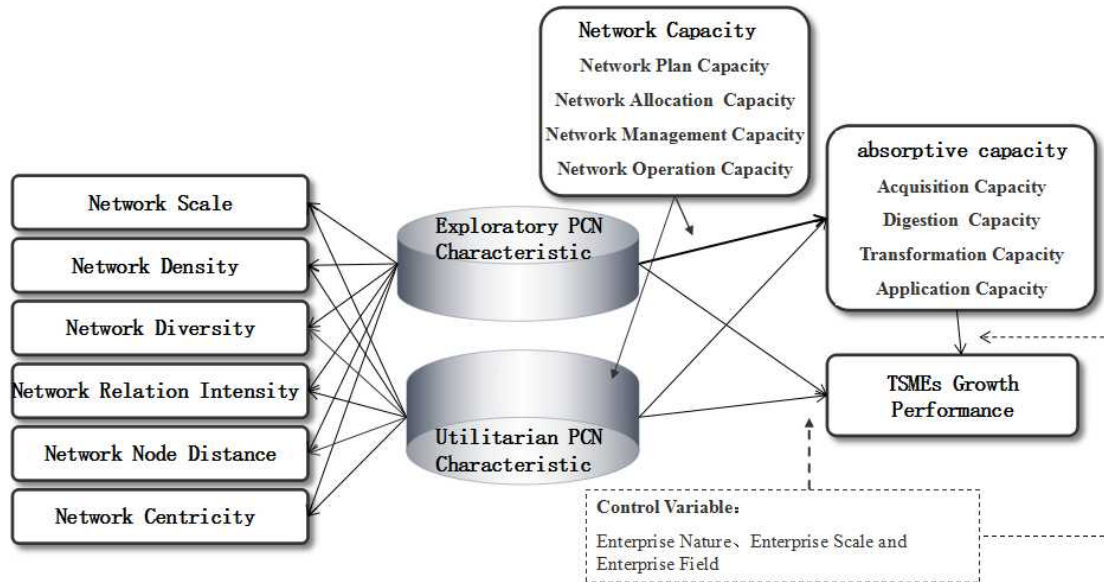 Network Capacity
Network Plan Capacity
Network Allocation Capacity
Network Management Capacity
Network Operation Capacity
absorptive capacity
Acquisition Capacity
Digestion Capacity
Transformation Capacity
Application Capacity
Network Scale
Network Density
Network Diversity
Network Relation Intensity
Network Node Distance
Network Centricity
Exploratory PCN
Characteristic
Utilitarian PCN
Characteristic
TSMEs Growth
Performance
Control Variable：
Enterprise Nature、Enterprise Scale and
Enterprise Field